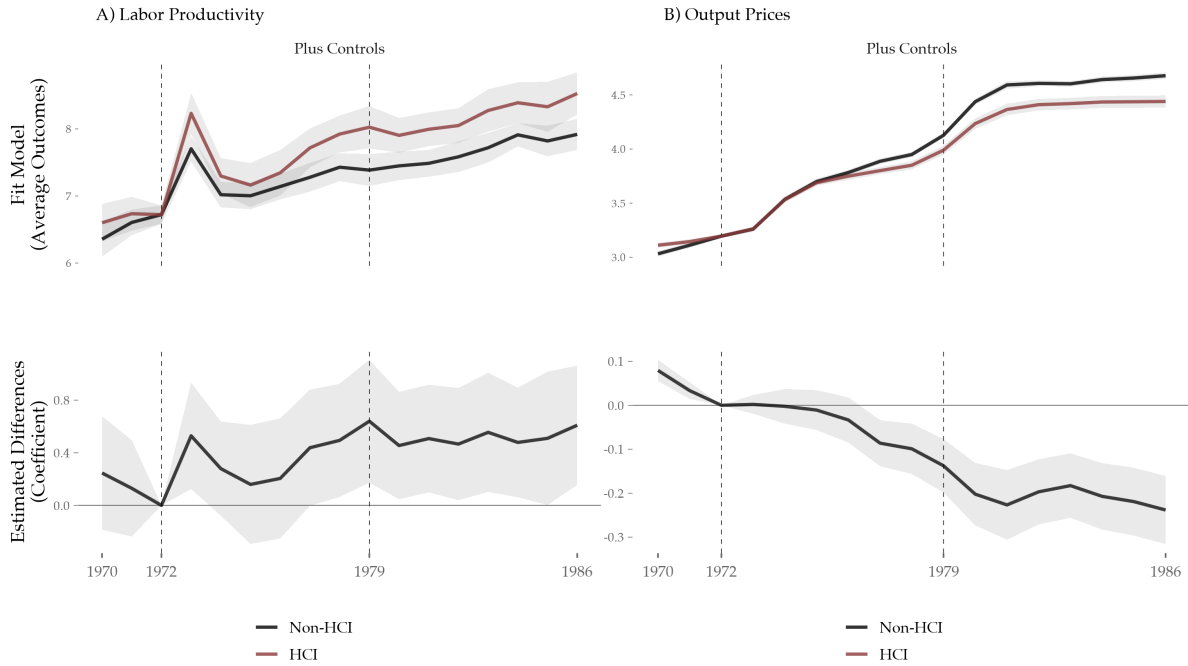 A) Labor Productivity
B) Output Prices
Plus Controls
Plus Controls
Fit Model
(Average Outcomes)
8
7
6
4.5
4.0
3.5
3.0
Estimated Differences
(Coefficient)
0.8
0.4
0.0
0.1
0.0
-0.1
-0.2
-0.3
1970 1972 1979 1986
1970 1972 1979 1986
Non-HCI
HCI
Non-HCI
HCI